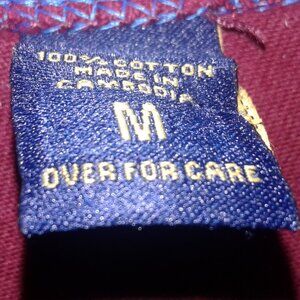 100% COTTON
MADE IN
CAMBODIA
M
OVER FOR CARE